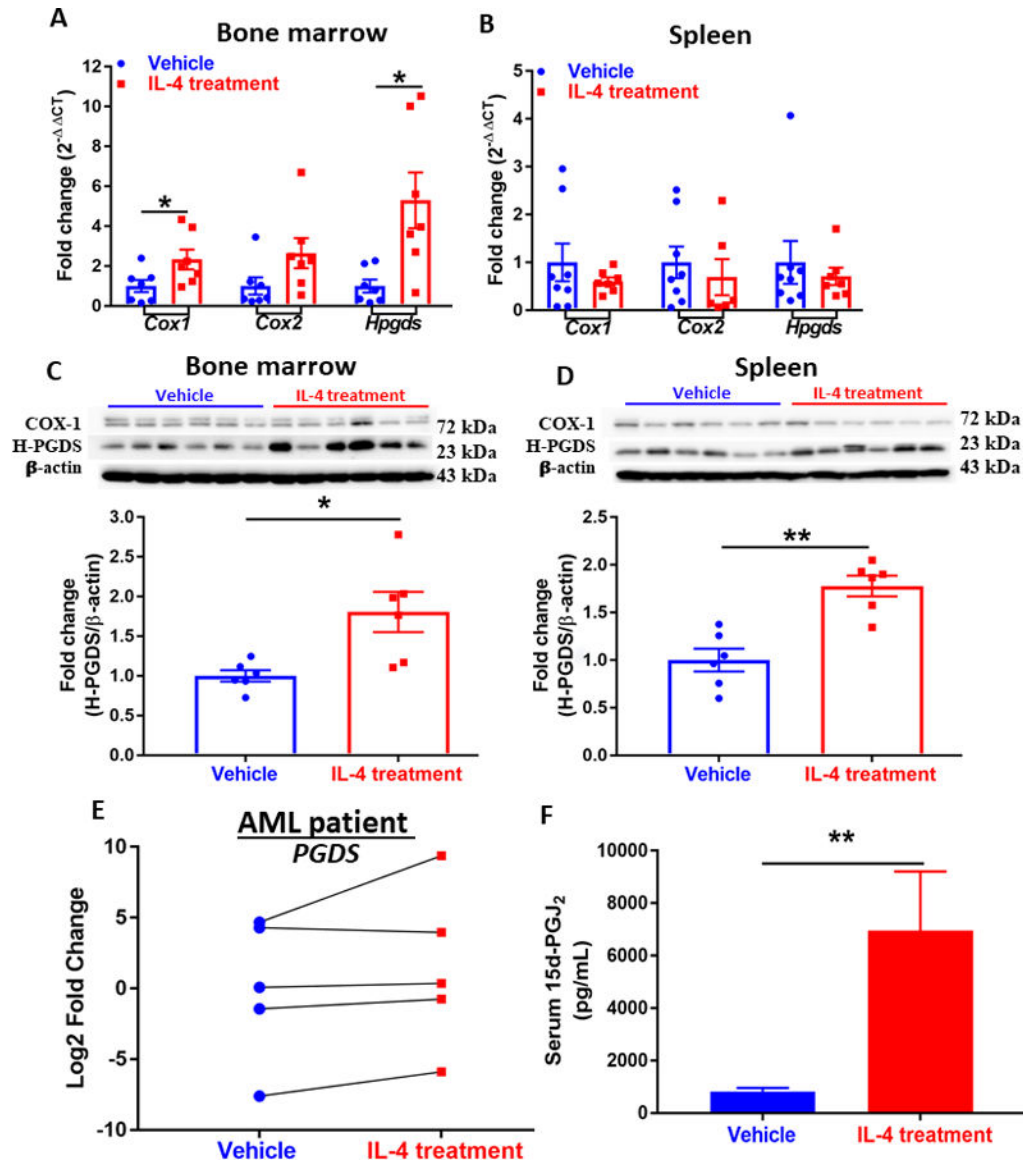 A
Bone marrow
Vehicle
IL-4 treatment
Fold change (2^-ΔΔCT)
12
10
8
6
4
2
0
*
*
Cox1
Cox2
Hpgds
B
Spleen
Vehicle
IL-4 treatment
Fold change (2^-ΔΔCT)
5
4
3
2
1
0
Cox1
Cox2
Hpgds
C
Bone marrow
Vehicle
IL-4 treatment
COX-1
72 kDa
H-PGDS
23 kDa
β-actin
43 kDa
*
Fold change
(H-PGDS/β-actin)
3.0
2.5
2.0
1.5
1.0
0.5
0.0
Vehicle
IL-4 treatment
D
Spleen
Vehicle
IL-4 treatment
COX-1
72 kDa
H-PGDS
23 kDa
β-actin
43 kDa
**
Fold change
(H-PGDS/β-actin)
2.5
2.0
1.5
1.0
0.5
0.0
Vehicle
IL-4 treatment
E
AML patient
PGDS
Log2 Fold Change
10
5
0
-5
-10
Vehicle
IL-4 treatment
F
**
Serum 15d-PGJ₂
(pg/mL)
10000
8000
6000
4000
2000
0
Vehicle
IL-4 treatment